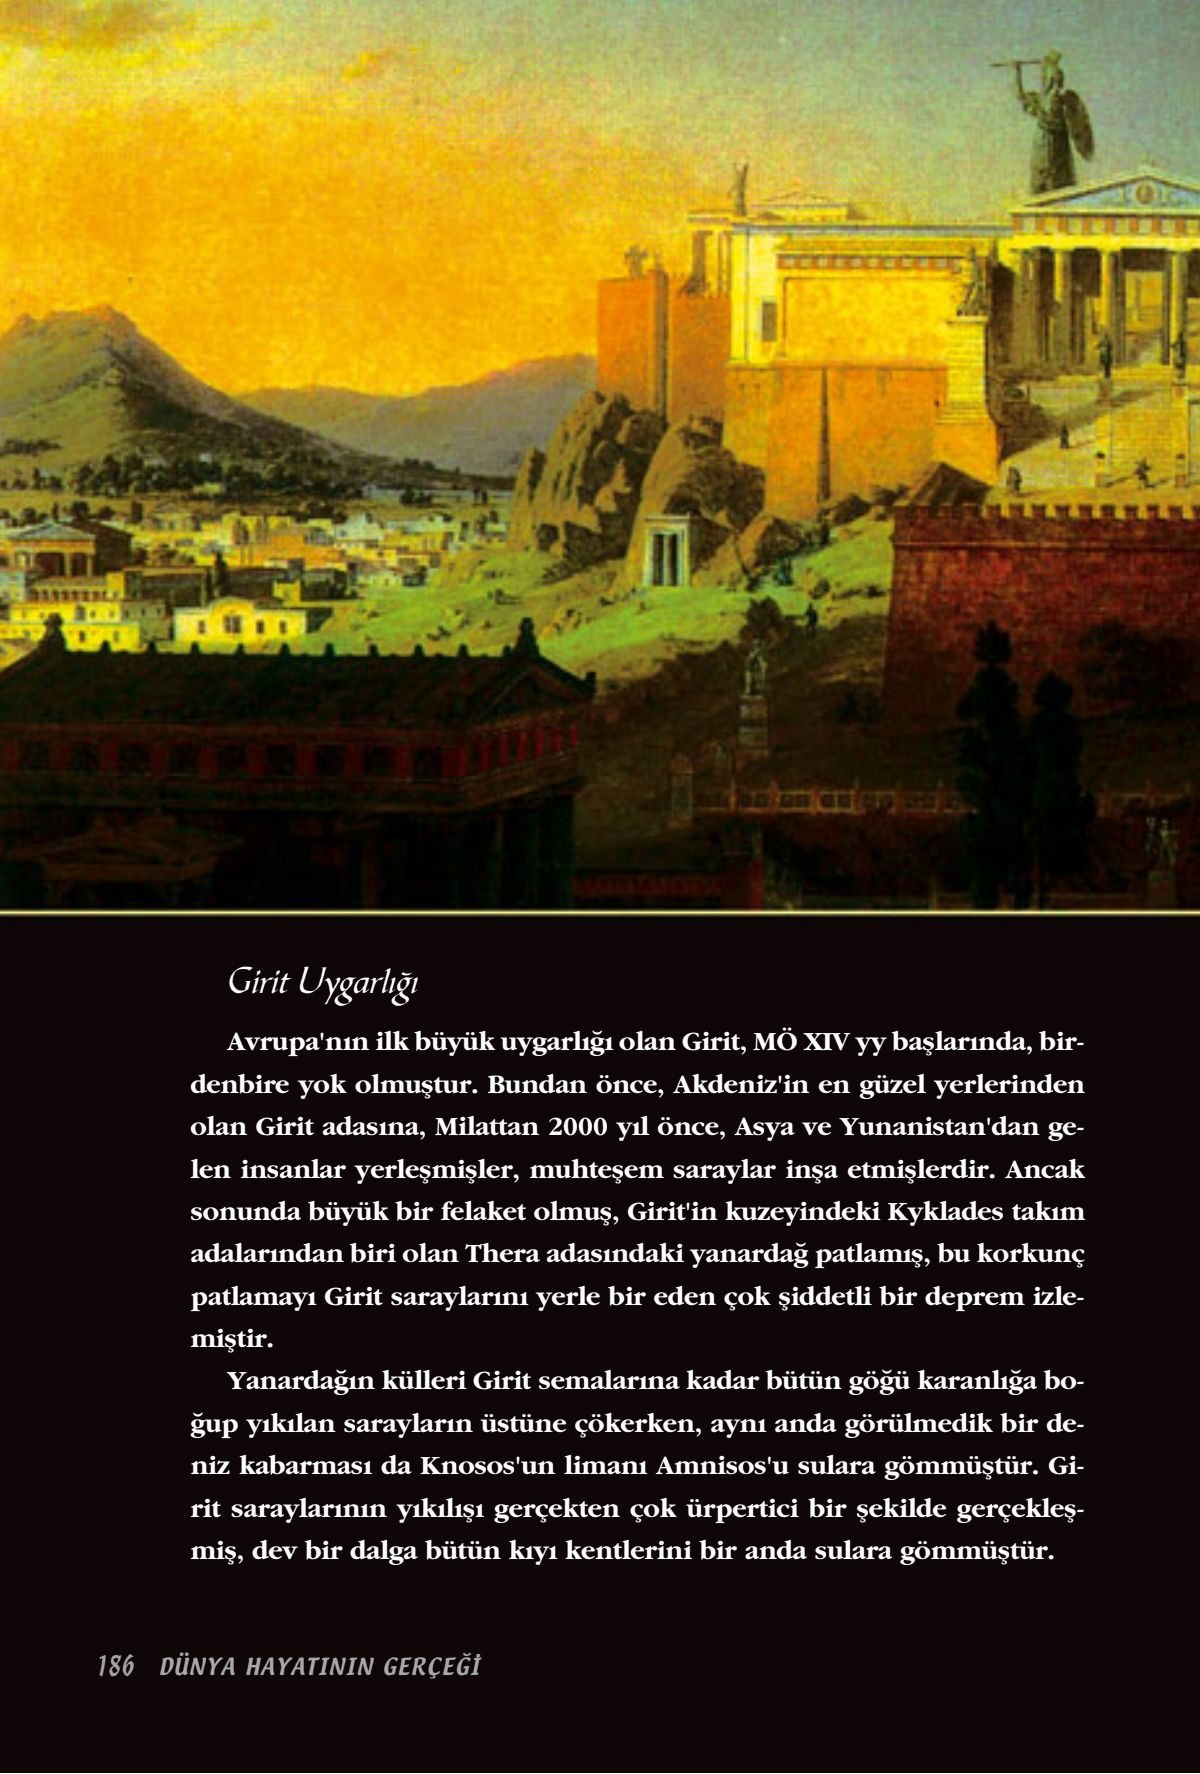 Girit Uygarlığı
Avrupa'nın ilk büyük uygarlığı olan Girit, MÖ XIV yy başlarında, bir-
denbire yok olmuştur. Bundan önce, Akdeniz'in en güzel yerlerinden
olan Girit adasına, Milattan 2000 yıl önce, Asya ve Yunanistan'dan ge-
len insanlar yerleşmişler, muhteşem saraylar inşa etmişlerdir. Ancak
sonunda büyük bir felaket olmuş, Girit'in kuzeyindeki Kyklades takım
adalarından biri olan Thera adasındaki yanardağ patlamış, bu korkunç
patlamayı Girit saraylarını yerle bir eden çok şiddetli bir deprem izle-
miştir.
Yanardağın külleri Girit semalarına kadar bütün göğü karanlığa bo-
ğup yıkılan sarayların üstüne çökerken, aynı anda görülmedik bir de-
niz kabarması da Knosos'un limanı Amnisos'u sulara gömmüştür. Gi-
rit saraylarının yıkılışı gerçekten çok ürpertici bir şekilde gerçekleş-
miş, dev bir dalga bütün kıyı kentlerini bir anda sulara gömmüştür.
186 DÜNYA HAYATININ GERÇEĞİ